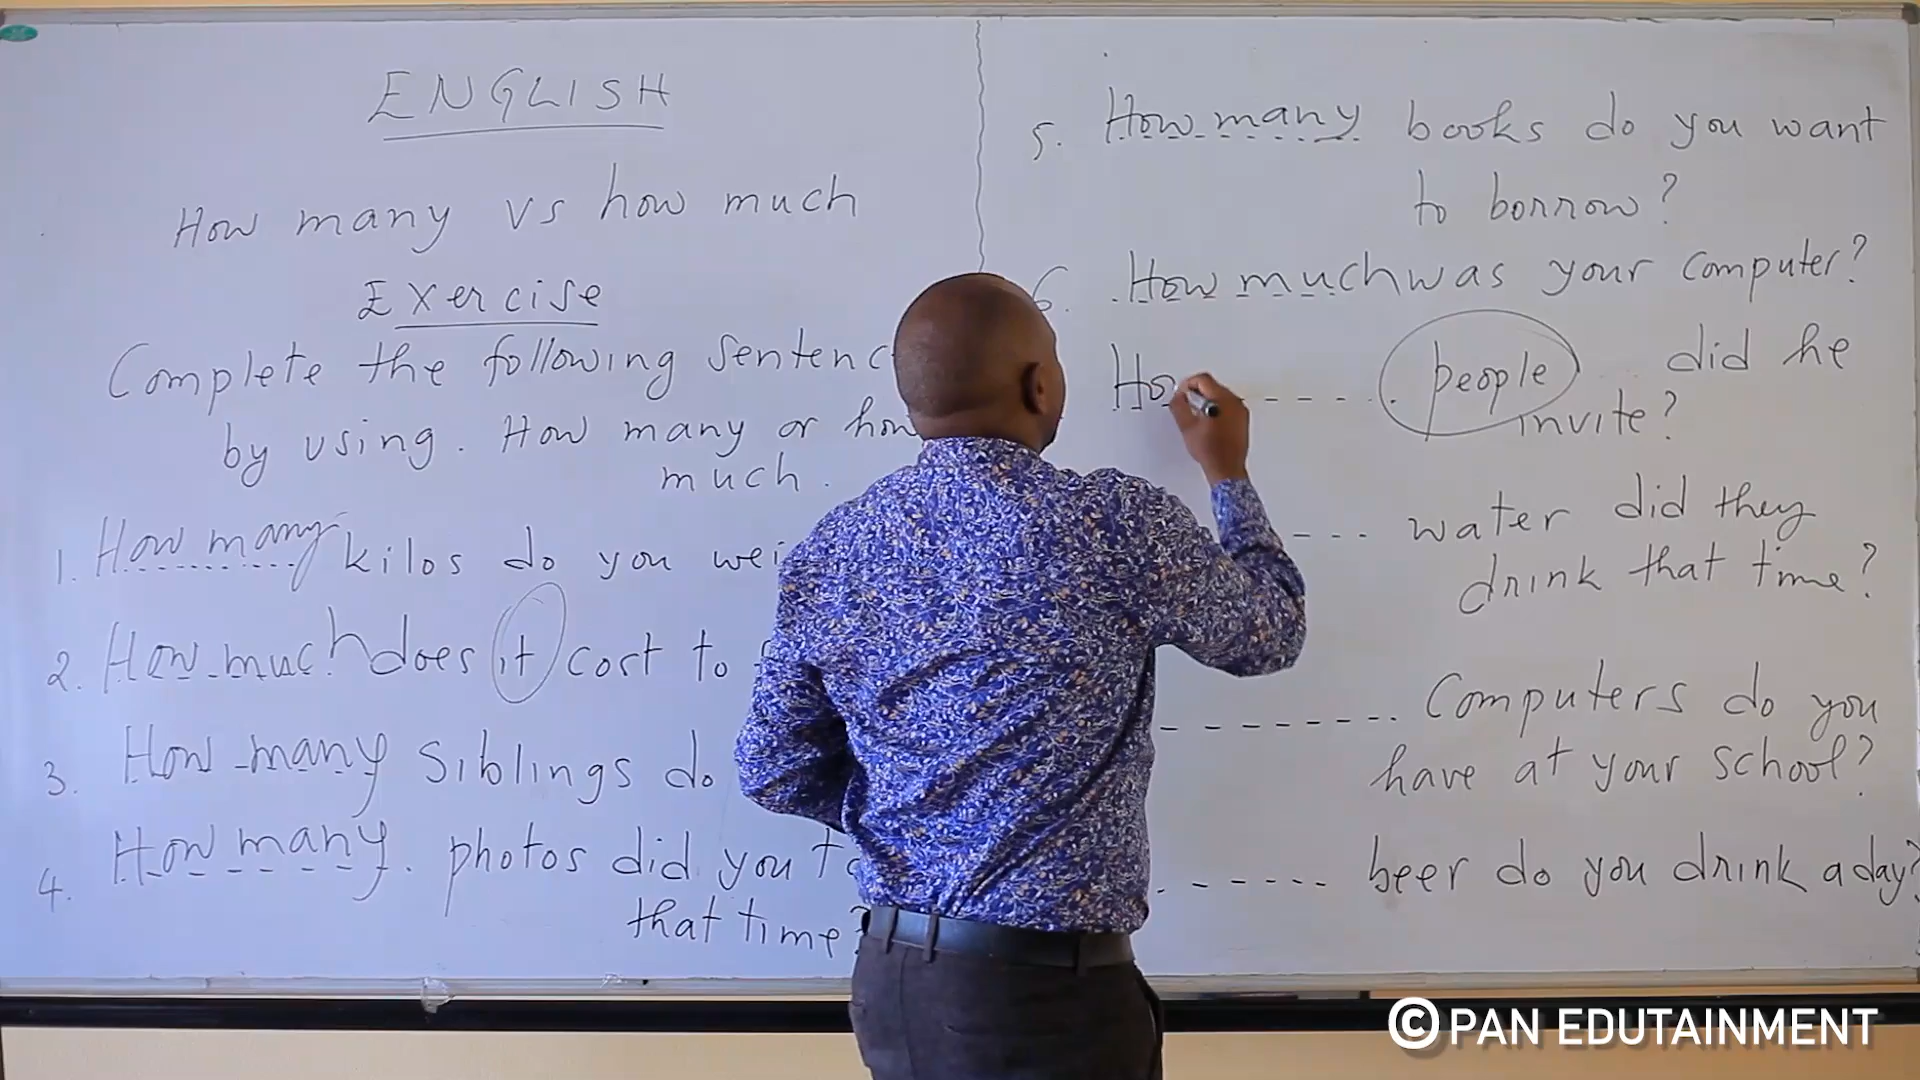 ENGLISH
How many vs how much
Exercise
Complete the following sentenc
by using. How many or how
much.
1. How many kilos do you wei
2. How much does it cost to
3. How many siblings do
4. How many. photos did you t
that time?
5. How many books do you want
to borrow?
6. How much was your computer?
Ho people did he
invite?
water did they
drink that time?
Computers do you
have at your school?
beer do you drink a day?
© PAN EDUTAINMENT